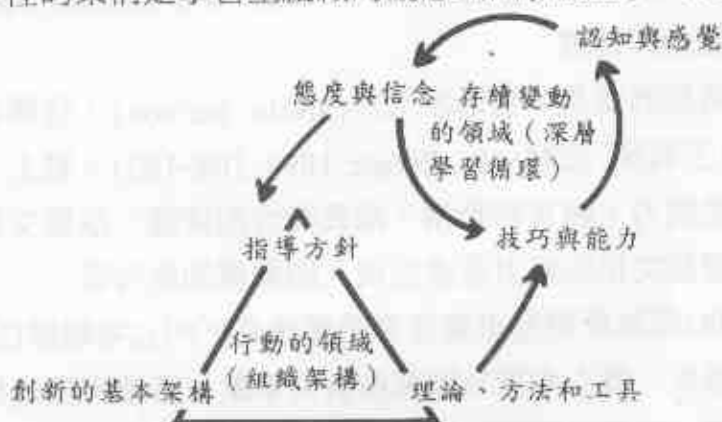 認知與感覺
態度與信念
存續變動
的領域（深層
學習循環）
技巧與能力
指導方針
行動的領域
（組織架構）
創新的基本架構
理論、方法和工具